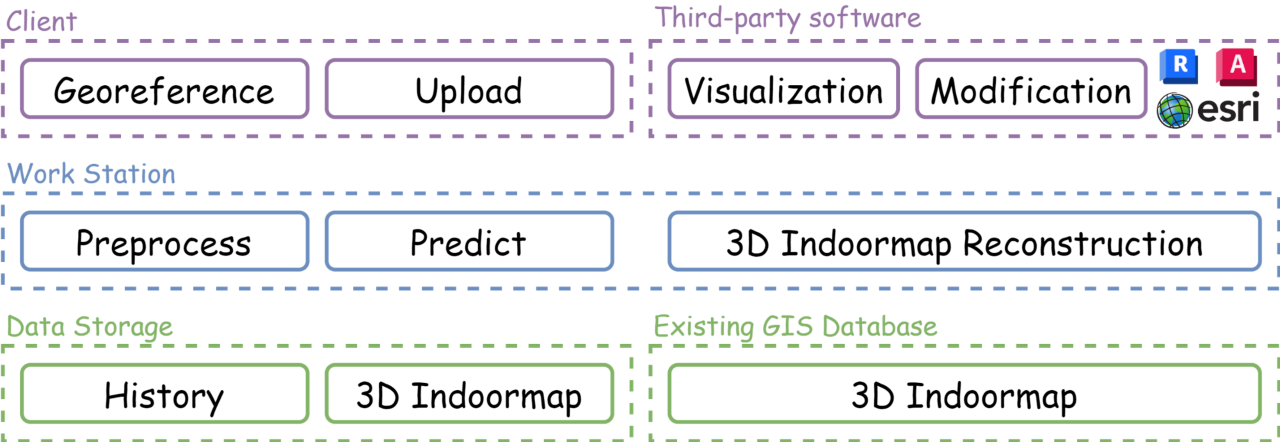 Client
Third-party software
Georeference
Upload
Visualization
Modification
R
A
esri
Work Station
Preprocess
Predict
3D Indoormap Reconstruction
Data Storage
Existing GIS Database
History
3D Indoormap
3D Indoormap